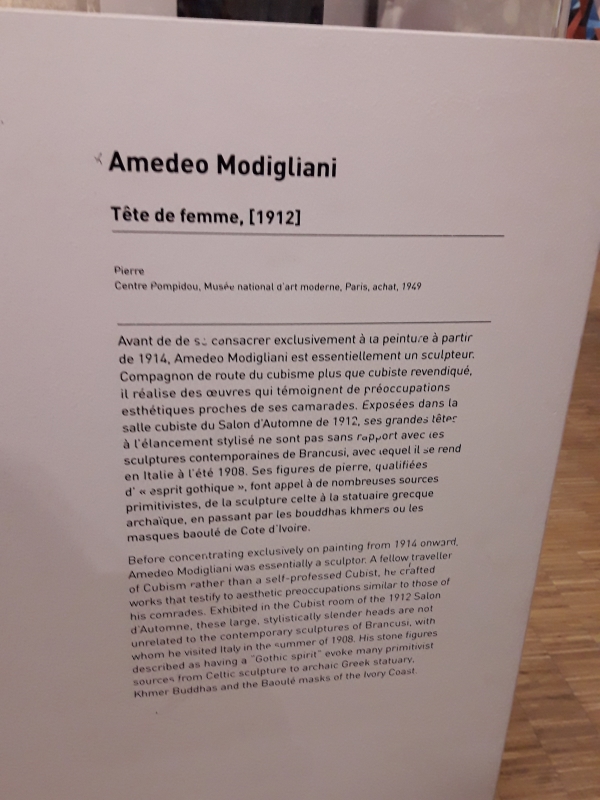 Amedeo Modigliani
Tête de femme, [1912]
Pierre
Centre Pompidou, Musée national d'art moderne, Paris, achat, 1949
Avant de de se consacrer exclusivement à la peinture à partir
de 1914, Amedeo Modigliani est essentiellement un sculpteur.
Compagnon de route du cubisme plus que cubiste revendiqué,
il réalise des œuvres qui témoignent de préoccupations
esthétiques proches de ses camarades. Exposées dans la
salle cubiste du Salon d'Automne de 1912, ses grandes têtes
à l'élancement stylisé ne sont pas sans rapport avec les
sculptures contemporaines de Brancusi, avec lequel il se rend
en Italie à l'été 1908. Ses figures de pierre, qualifiées
d' « esprit gothique », font appel à de nombreuses sources
primitivistes, de la sculpture celte à la statuaire grecque
archaïque, en passant par les bouddhas khmers ou les
masques baoulé de Cote d'Ivoire.
Before concentrating exclusively on painting from 1914 onward,
Amedeo Modigliani was essentially a sculptor. A fellow traveller
of Cubism rather than a self-professed Cubist, he crafted
works that testify to aesthetic preoccupations similar to those of
his comrades. Exhibited in the Cubist room of the 1912 Salon
d'Automne, these large, stylistically slender heads are not
unrelated to the contemporary sculptures of Brancusi, with
whom he visited Italy in the summer of 1908. His stone figures
described as having a "Gothic spirit" evoke many primitivist
sources from Celtic sculpture to archaic Greek statuary,
Khmer Buddhas and the Baoulé masks of the Ivory Coast.